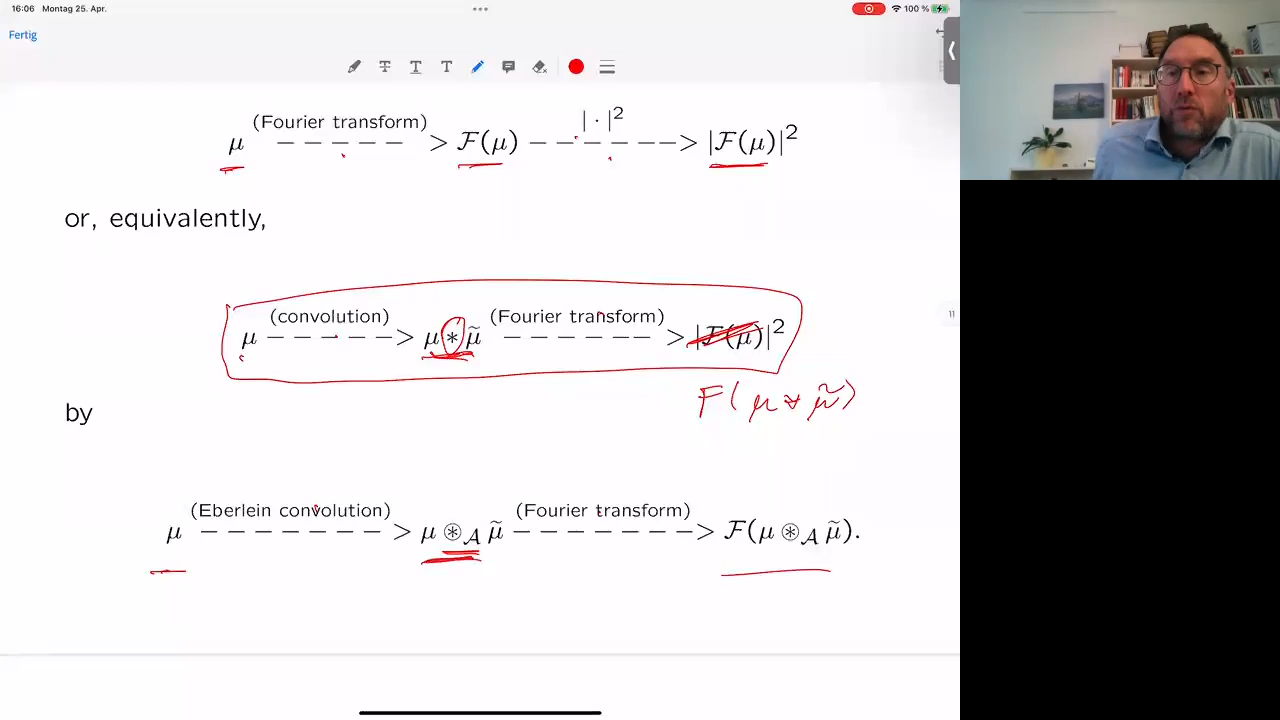 16:06 Montag 25. Apr.
100 %
Fertig
(Fourier transform) | · |²
μ − − − − − > F(μ) − − − − − − > |F(μ)|²
or, equivalently,
(convolution) (Fourier transform)
μ − − − − − − > μ ∗ μ̃ − − − − − − − > |F(μ)|²
11
F(μ ∗ μ̃)
by
(Eberlein convolution) (Fourier transform)
μ − − − − − − − − > μ ⊛_A μ̃ − − − − − − − > F(μ ⊛_A μ̃).